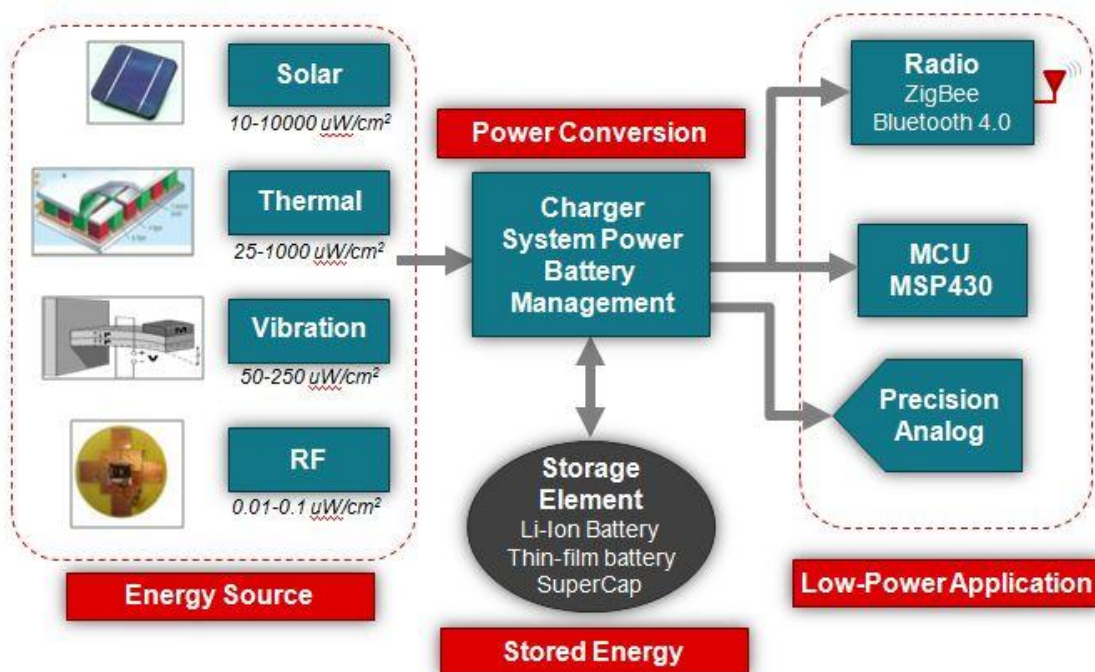 Solar
10-10000 uW/cm²
Thermal
25-1000 uW/cm²
Vibration
50-250 uW/cm²
RF
0.01-0.1 uW/cm²
Energy Source
Power Conversion
Charger
System Power
Battery
Management
Storage
Element
Li-Ion Battery
Thin-film battery
SuperCap
Stored Energy
Radio
ZigBee
Bluetooth 4.0
MCU
MSP430
Precision
Analog
Low-Power Application